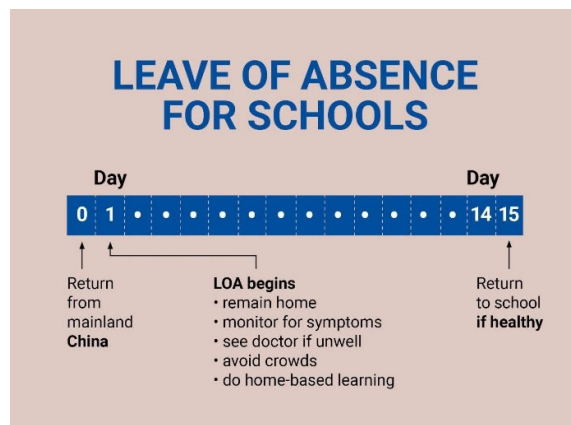 LEAVE OF ABSENCE
FOR SCHOOLS
Day
Day
0 1 • • • • • • • • • • • • 14 15
Return
from
mainland
China
LOA begins
• remain home
• monitor for symptoms
• see doctor if unwell
• avoid crowds
• do home-based learning
Return
to school
if healthy